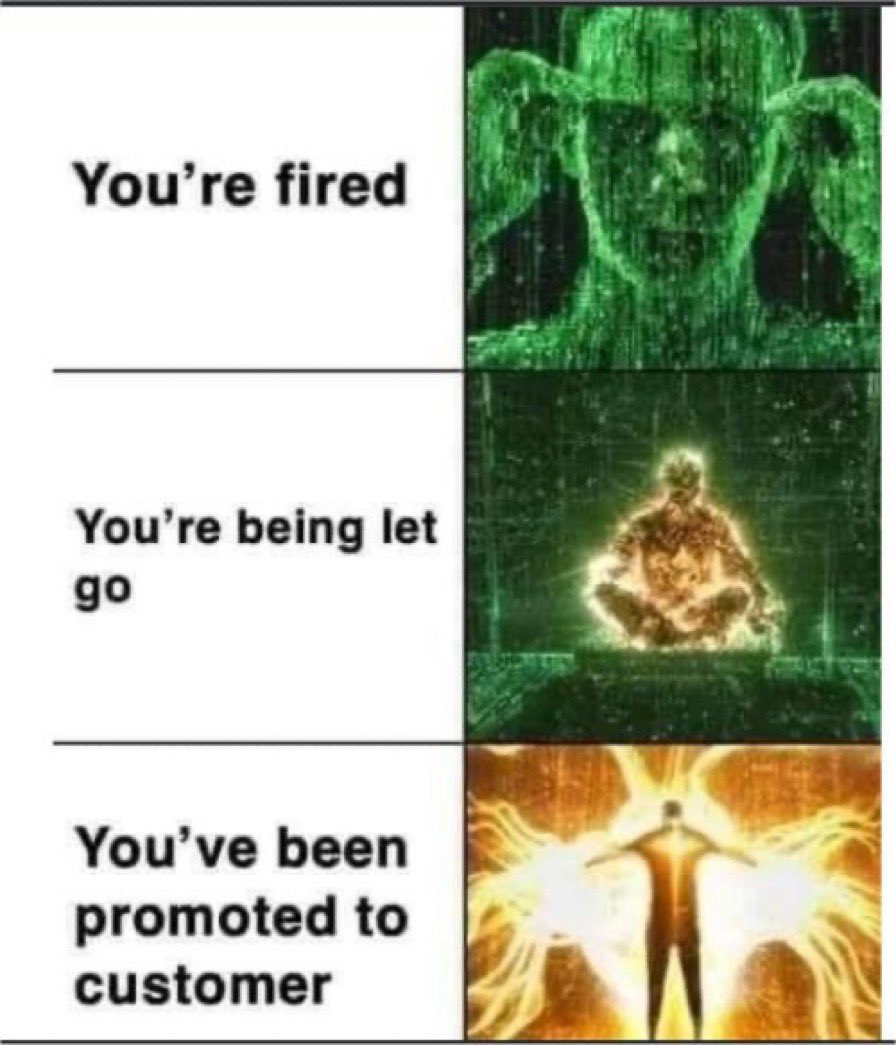 You’re fired
You’re being let
go
You’ve been
promoted to
customer